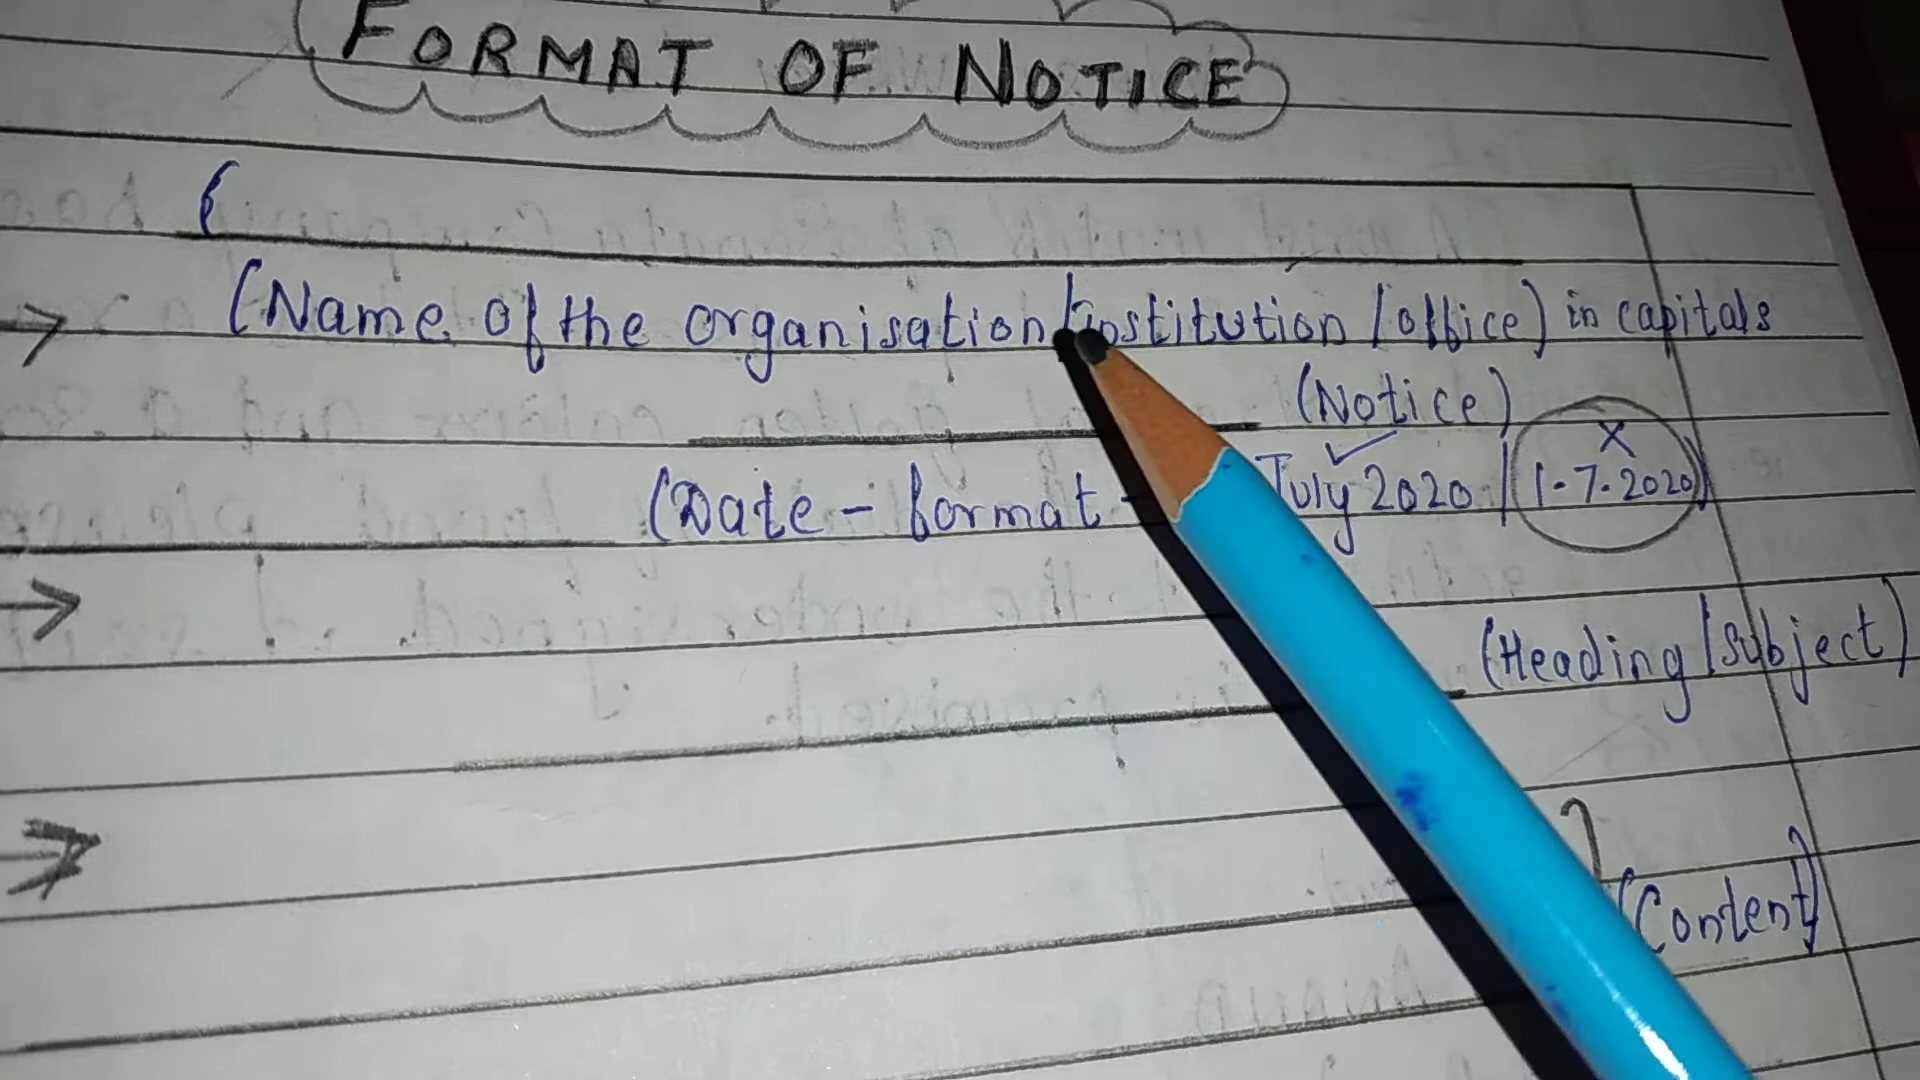 FORMAT OF NOTICE
(Name of the organisation/institution/office) in capitals
(Notice)
(Date - format - July 2020 / 1.7.2020)
(Heading/Subject)
(Content)